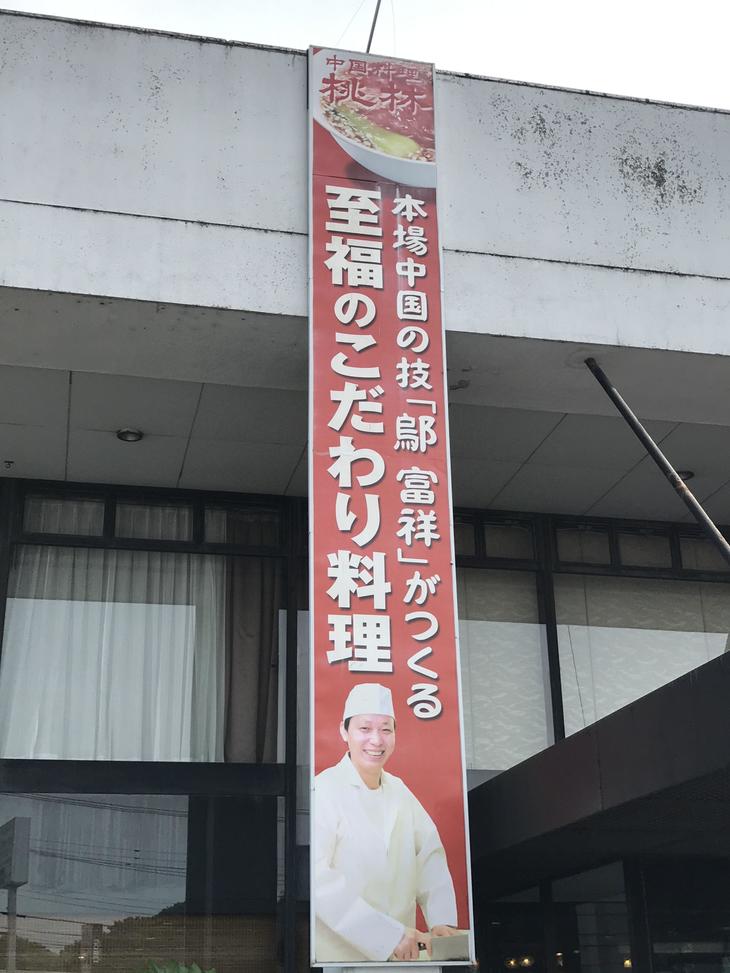 中国料理
桃林
本場中国の技「鄔 富祥」がつくる
至福のこだわり料理